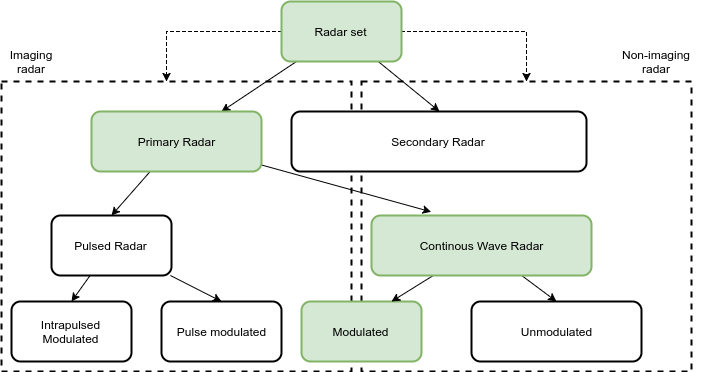 Radar set
Imaging
radar
Non-imaging
radar
Primary Radar
Secondary Radar
Pulsed Radar
Continous Wave Radar
Intrapulsed
Modulated
Pulse modulated
Modulated
Unmodulated